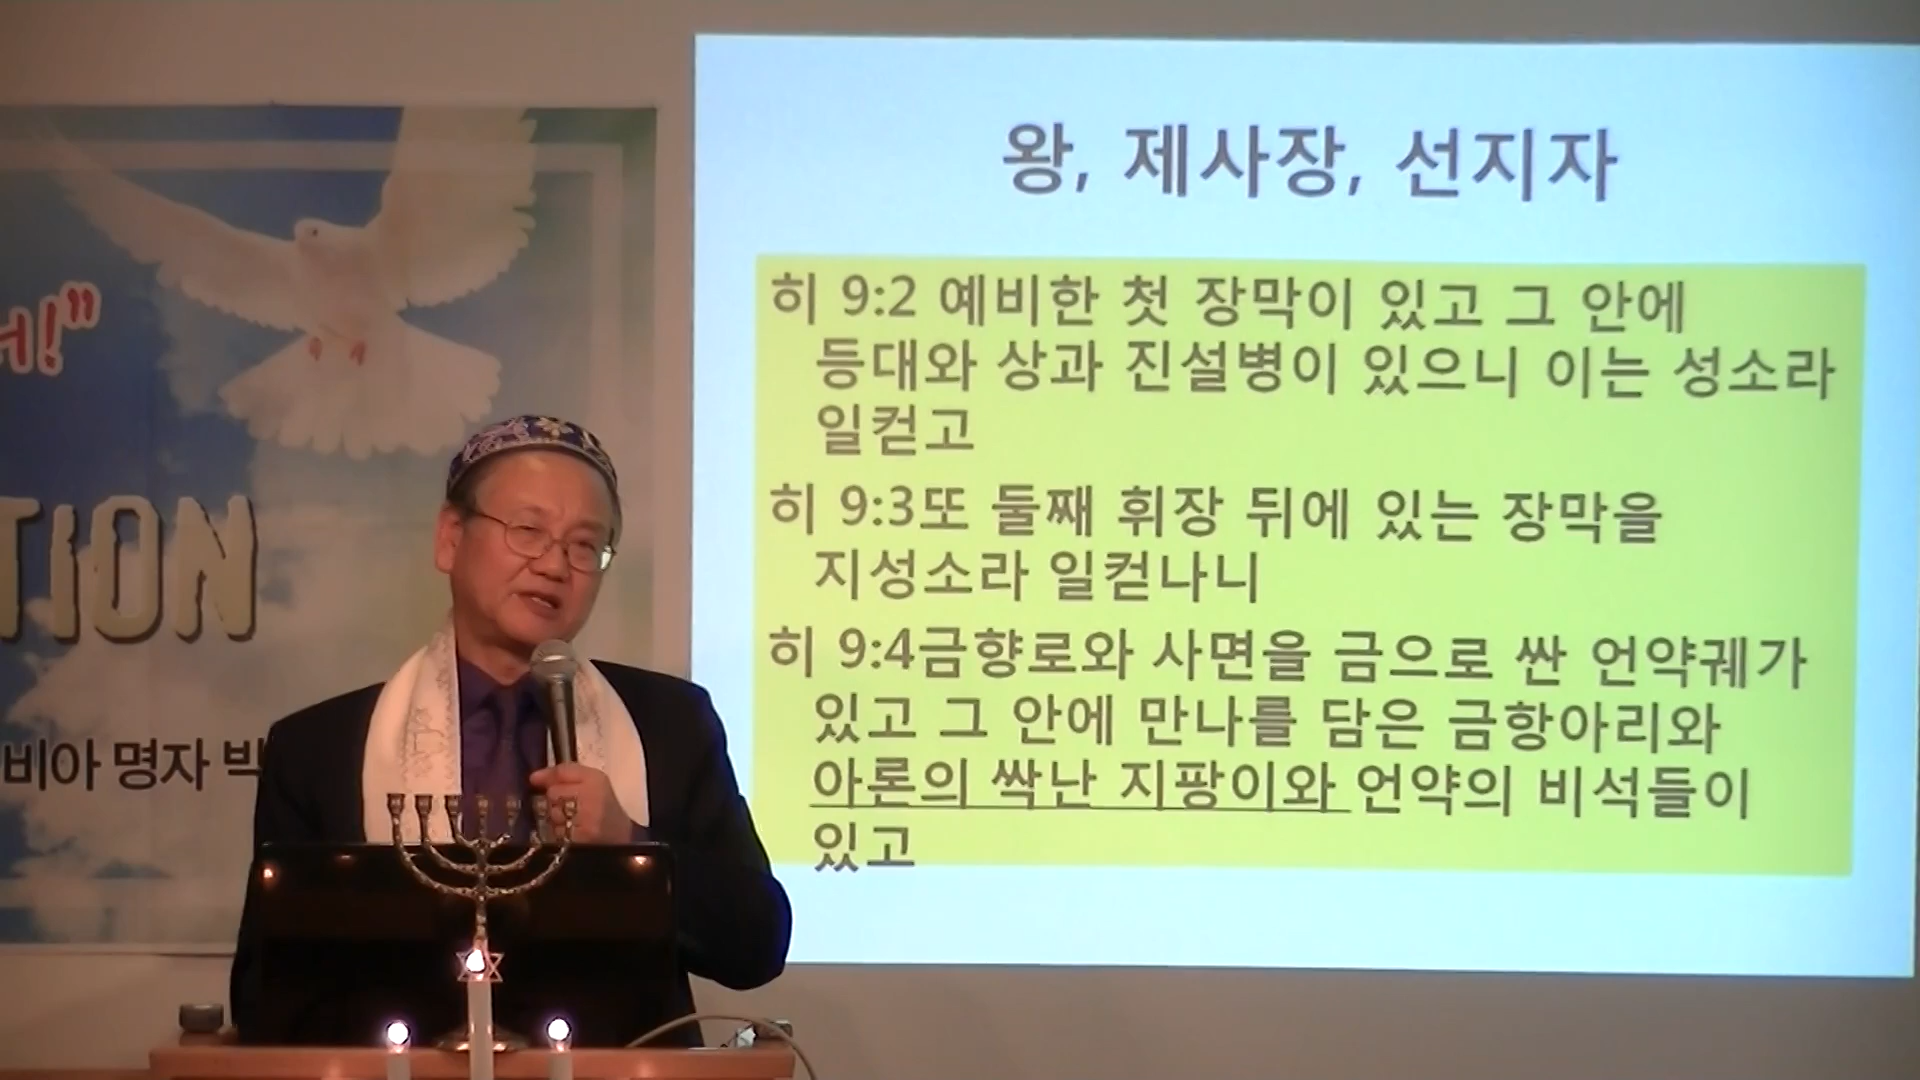 왕, 제사장, 선지자
히 9:2 예비한 첫 장막이 있고 그 안에
등대와 상과 진설병이 있으니 이는 성소라
일컫고
히 9:3또 둘째 휘장 뒤에 있는 장막을
지성소라 일컫나니
히 9:4금향로와 사면을 금으로 싼 언약궤가
있고 그 안에 만나를 담은 금항아리와
아론의 싹난 지팡이와 언약의 비석들이
있고
!”
TION
비아 명자 박